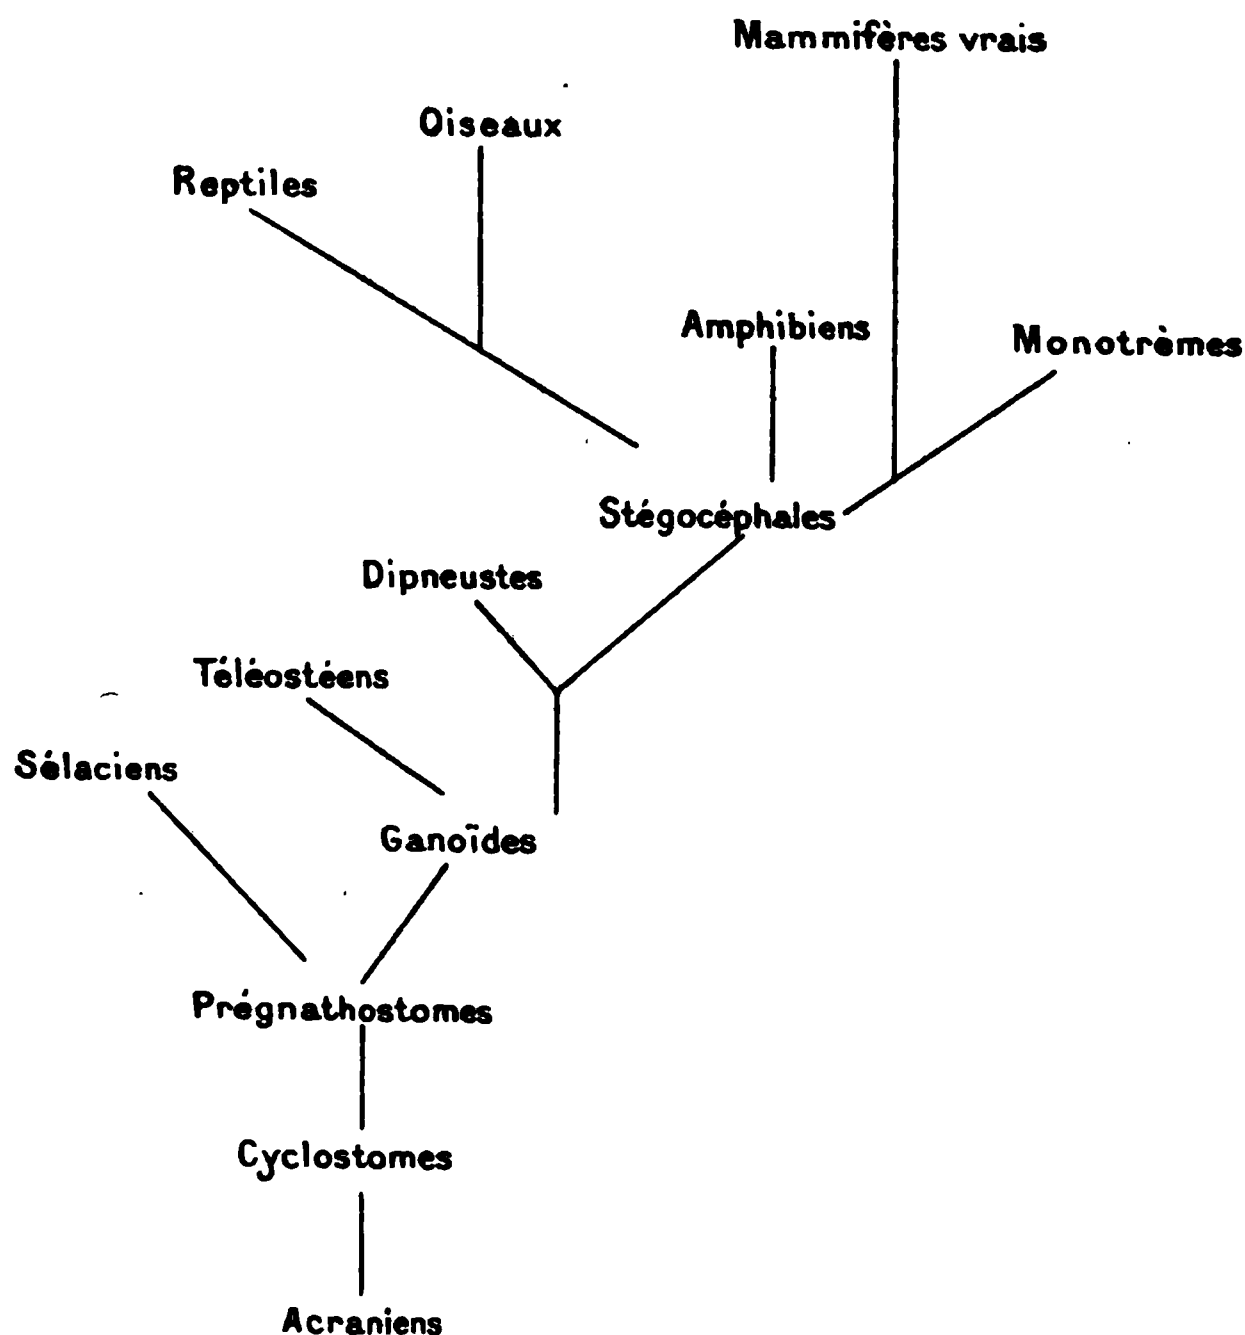 Mammifères vrais
Oiseaux
Reptiles
Amphibiens
Monotrèmes
Stégocéphales
Dipneustes
Téléostéens
Sélaciens
Ganoïdes
Prégnathostomes
Cyclostomes
Acraniens